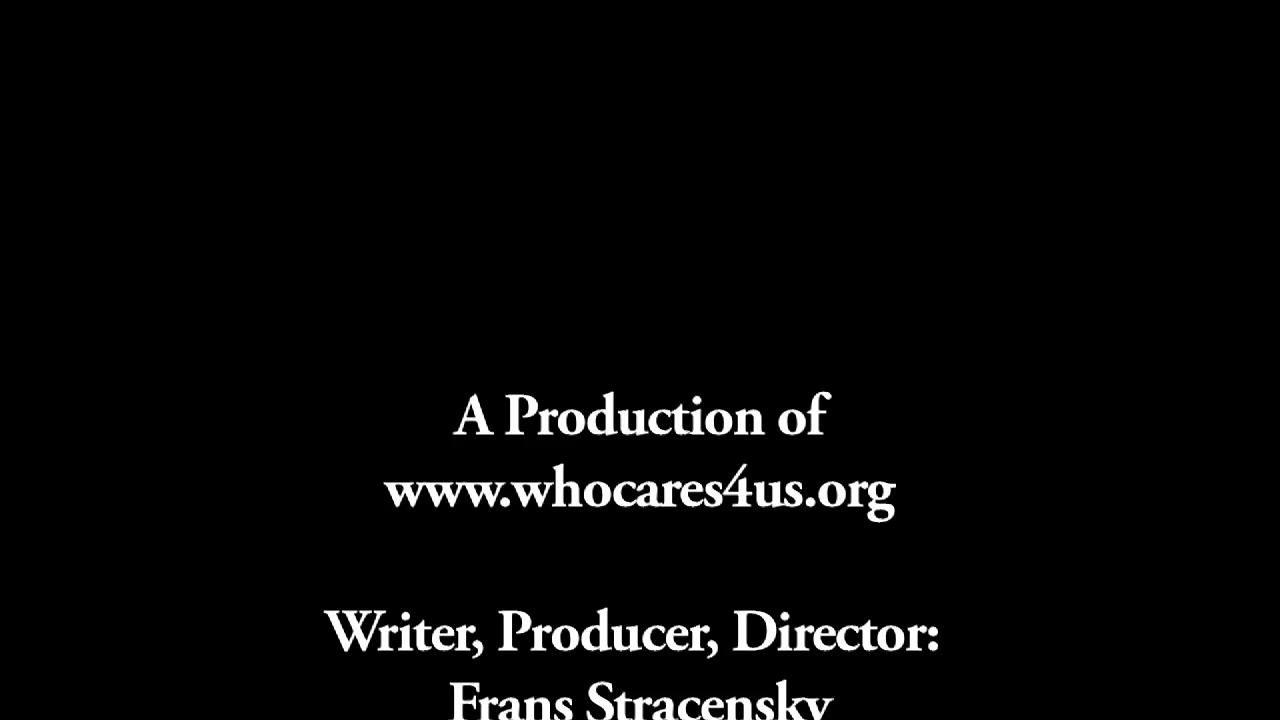 A Production of
www.whocares4us.org
Writer, Producer, Director:
Frans Stracensky